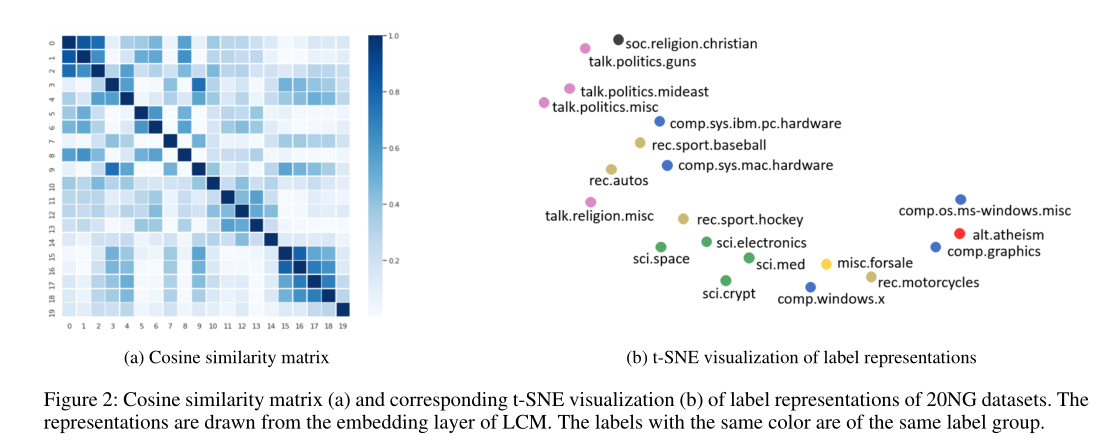 0
1
2
3
4
5
6
7
8
9
10
11
12
13
14
15
16
17
18
19
0 1 2 3 4 5 6 7 8 9 10 11 12 13 14 15 16 17 18 19
1.0
0.8
0.6
0.4
0.2
(a) Cosine similarity matrix
soc.religion.christian
talk.politics.guns
talk.politics.mideast
talk.politics.misc
comp.sys.ibm.pc.hardware
rec.sport.baseball
comp.sys.mac.hardware
rec.autos
talk.religion.misc
comp.os.ms-windows.misc
rec.sport.hockey
alt.atheism
sci.electronics
comp.graphics
sci.space
sci.med
misc.forsale
rec.motorcycles
sci.crypt
comp.windows.x
(b) t-SNE visualization of label representations
Figure 2: Cosine similarity matrix (a) and corresponding t-SNE visualization (b) of label representations of 20NG datasets. The
representations are drawn from the embedding layer of LCM. The labels with the same color are of the same label group.